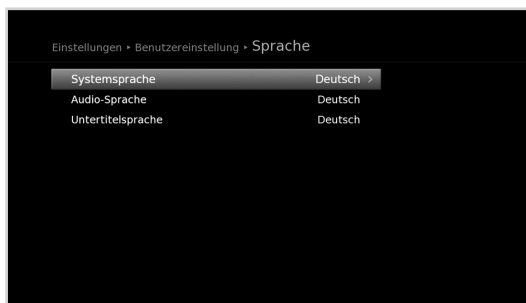 Einstellungen ‣ Benutzereinstellung ‣ Sprache
Systemsprache Deutsch >
Audio-Sprache Deutsch
Untertitelsprache Deutsch